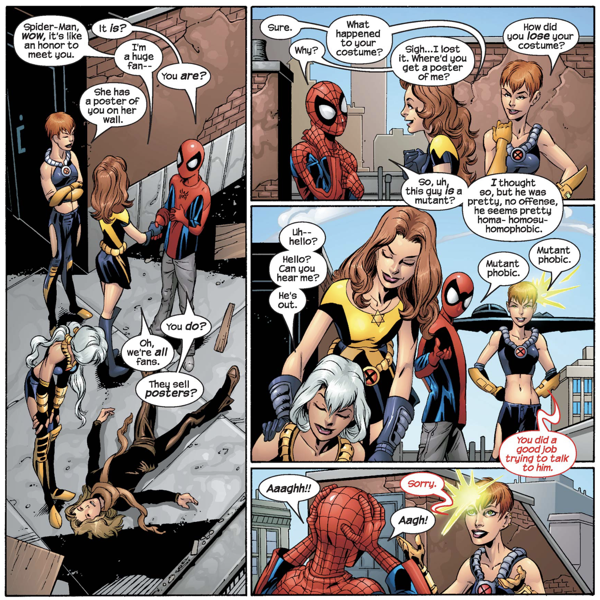 Spider-Man,
wow, it's like
an honor to
meet you.
It is?
I'm
a huge
fan--
You are?
She has
a poster of
you on her
wall.
You do?
Oh,
we're all
fans.
They sell
posters?
Sure.
Why?
What
happened
to your
costume?
Sigh...I lost
it. Where'd you
get a poster
of me?
How did
you lose your
costume?
So, uh,
this guy is a
mutant?
I thought
so, but he was
pretty, no offense,
he seems pretty
homa- homosu-
homophobic.
Uh--
hello?
Hello?
Can you
hear me?
He's
out.
Mutant
phobic.
Mutant
phobic.
You did a
good job
trying to talk
to him.
Aaaghh!!
Sorry.
Aagh!